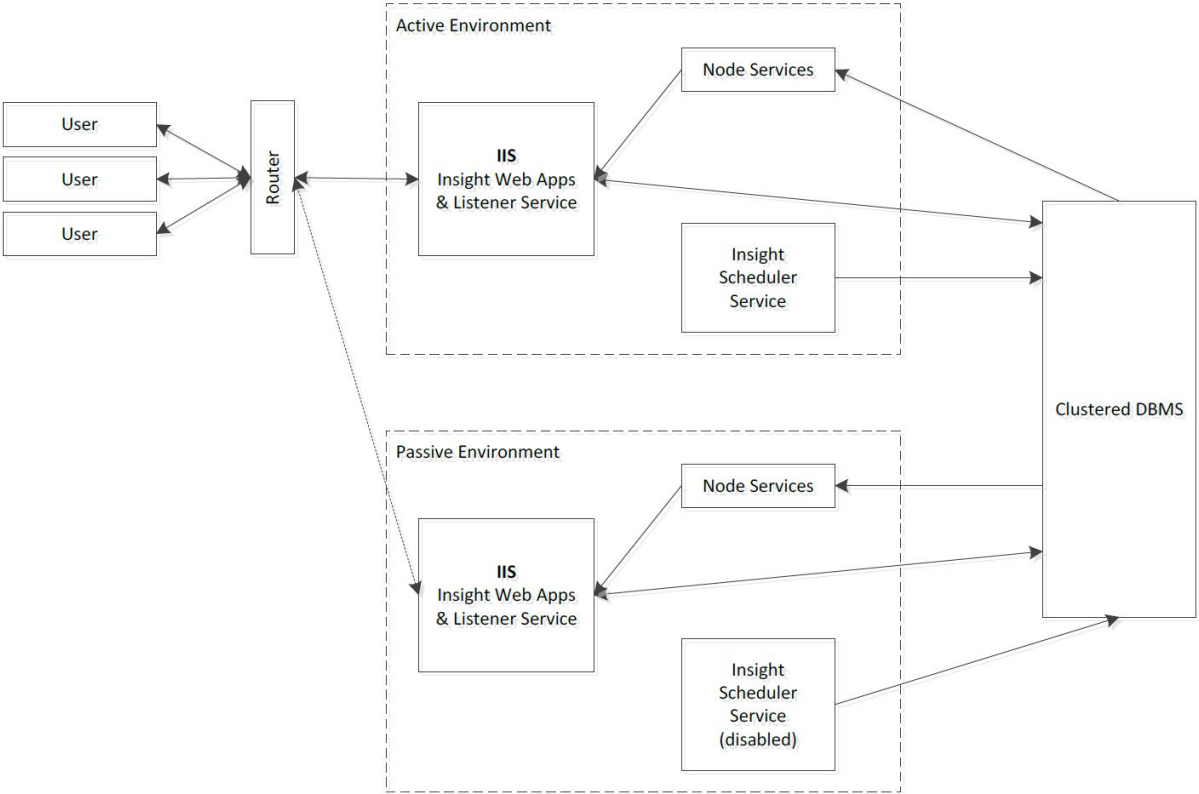 Active Environment
Node Services
User
User
User
Router
IIS
Insight Web Apps
& Listener Service
Insight
Scheduler
Service
Clustered DBMS
Passive Environment
Node Services
IIS
Insight Web Apps
& Listener Service
Insight
Scheduler
Service
(disabled)